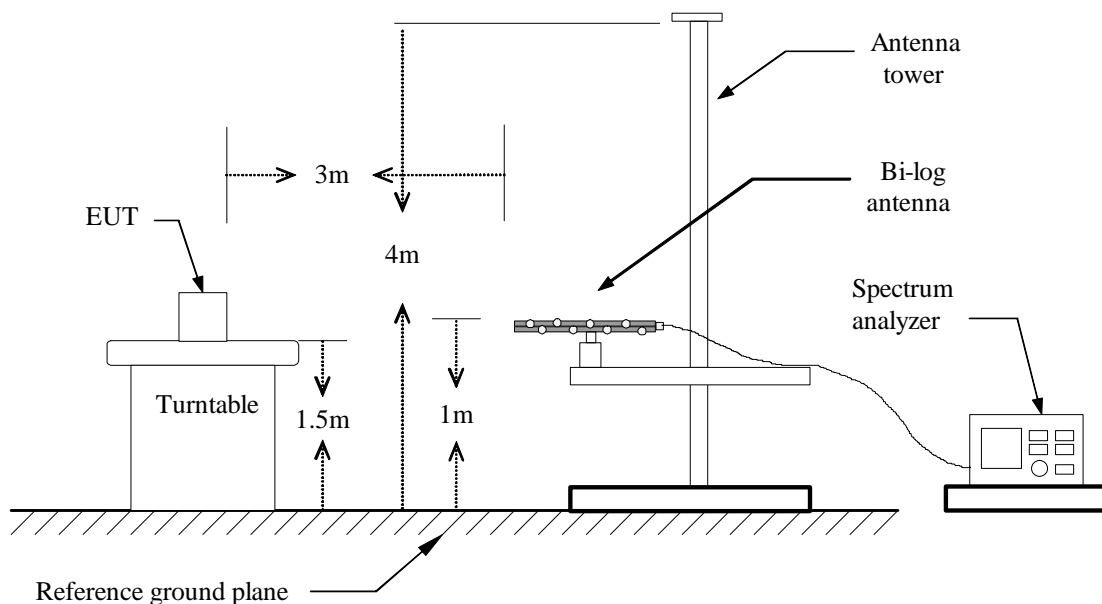 Antenna
tower
3m
Bi-log
antenna
EUT
4m
Spectrum
analyzer
Turntable
1.5m
1m
Reference ground plane